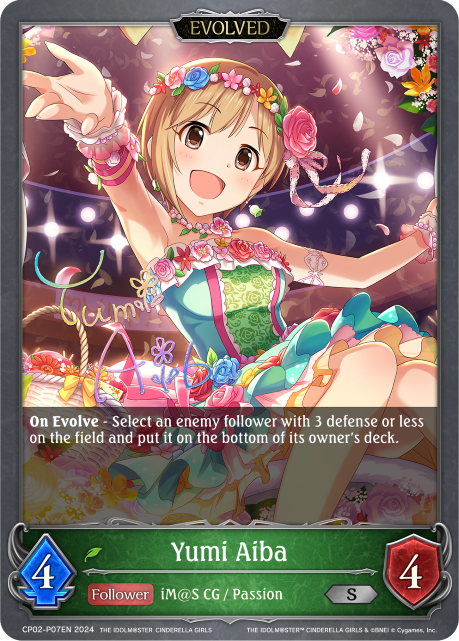 EVOLVED
Yumi
Aiba
On Evolve - Select an enemy follower with 3 defense or less
on the field and put it on the bottom of its owner's deck.
Yumi Aiba
4
4
Follower
iM@S CG / Passion
S
CP02-P07EN 2024 THE IDOLM@STER CINDERELLA GIRLS THE IDOLM@STER™ CINDERELLA GIRLS & ©BNEI © Cygames, Inc.